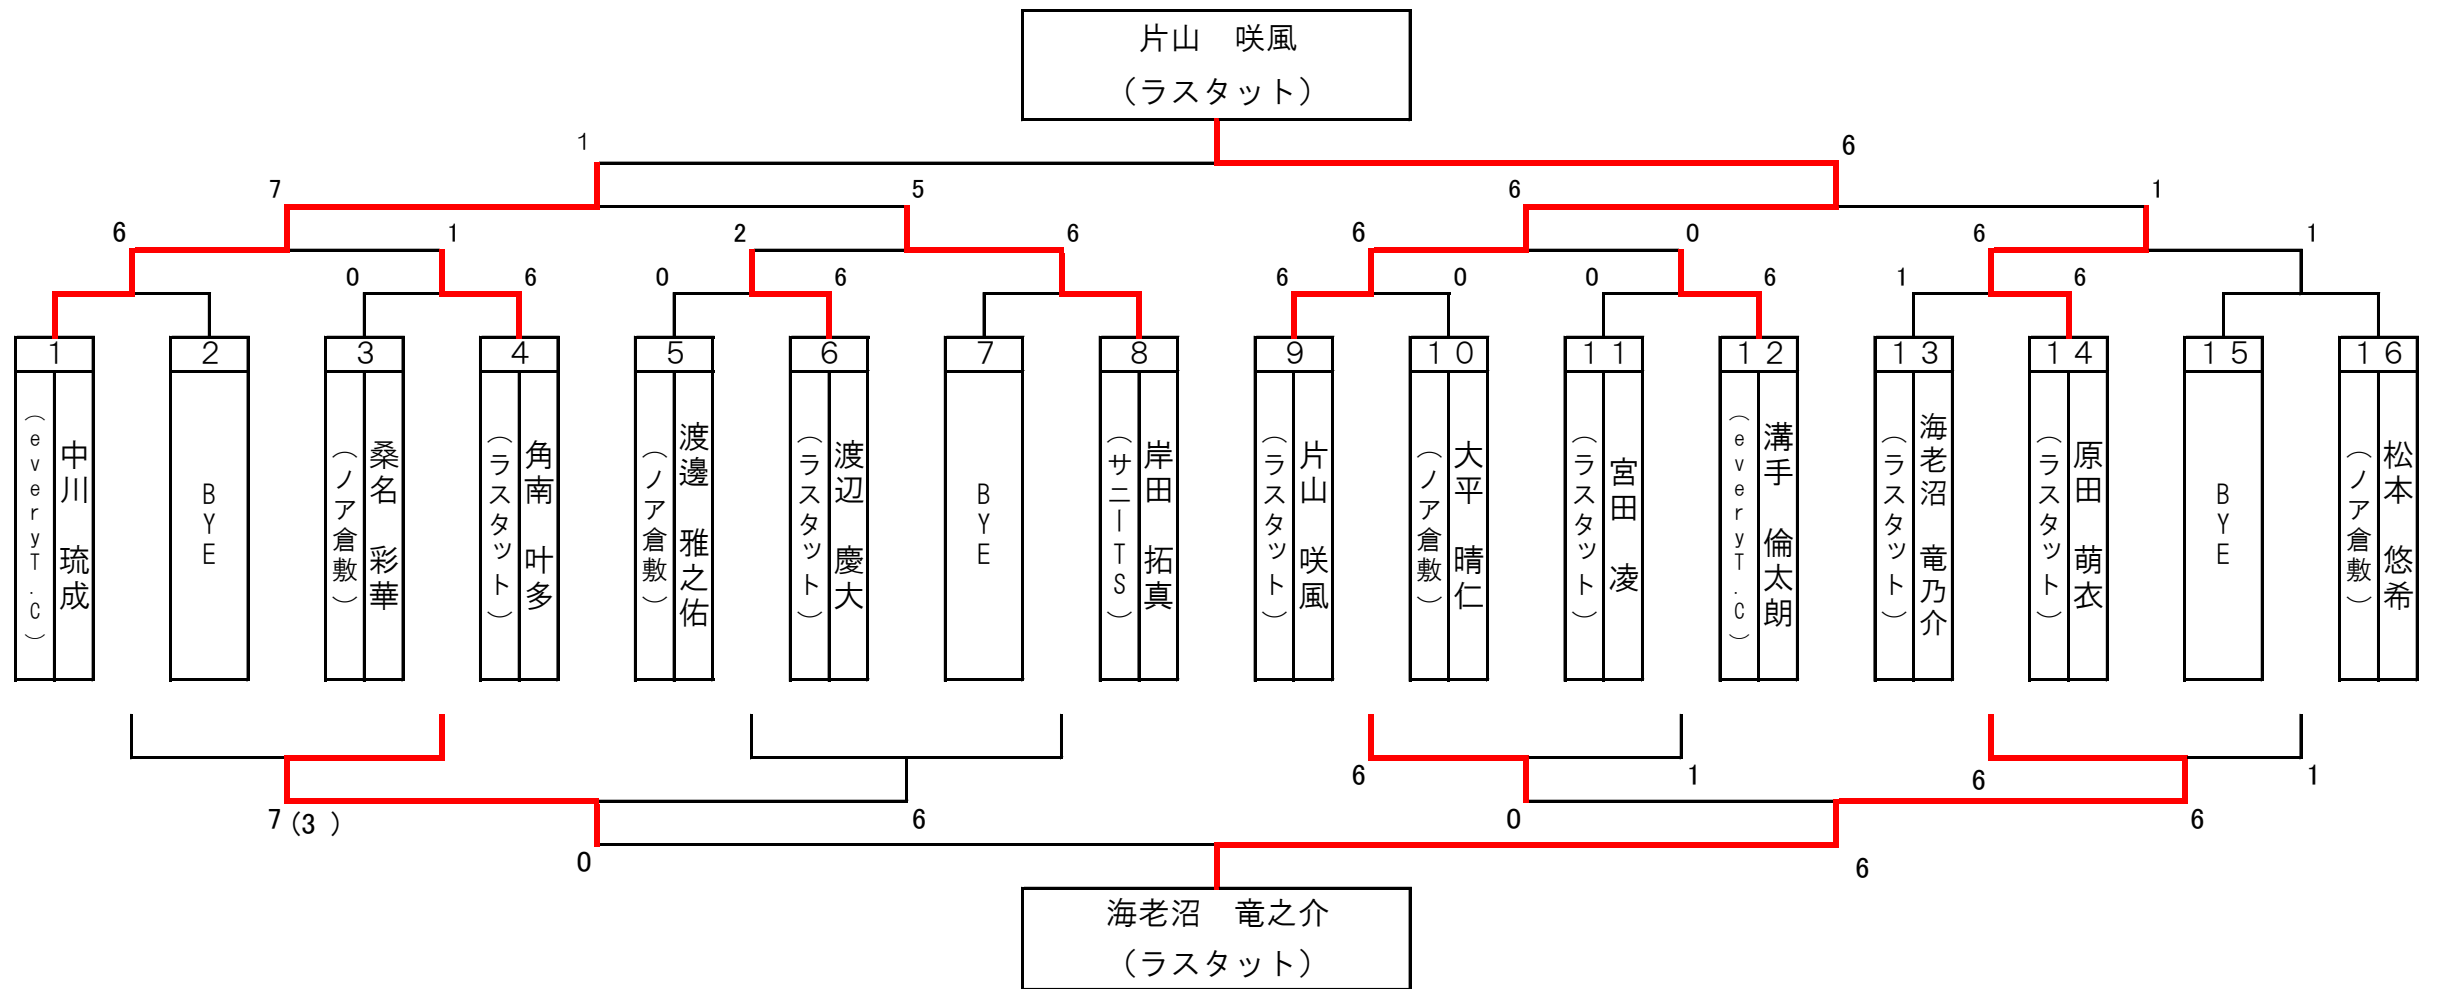 片山　咲風
（ラスタット）
1
6
7
5
6
1
6
1
2
6
6
0
6
1
0
6
0
6
6
0
0
6
1
6
1
2
3
4
5
6
7
8
9
10
11
12
13
14
15
16
中川　琉成
（everyT.C）
BYE
桑名　彩華
（ノア倉敷）
角南　叶多
（ラスタット）
渡邊　雅之佑
（ノア倉敷）
渡辺　慶大
（ラスタット）
BYE
岸田　拓真
（サニーTS）
片山　咲風
（ラスタット）
大平　晴仁
（ノア倉敷）
宮田　凌
（ラスタット）
溝手　倫太朗
（everyT.C）
海老沼　竜乃介
（ラスタット）
原田　萌衣
（ラスタット）
BYE
松本　悠希
（ノア倉敷）
6
1
6
1
7(3 )
6
0
6
0
6
海老沼　竜之介
（ラスタット）